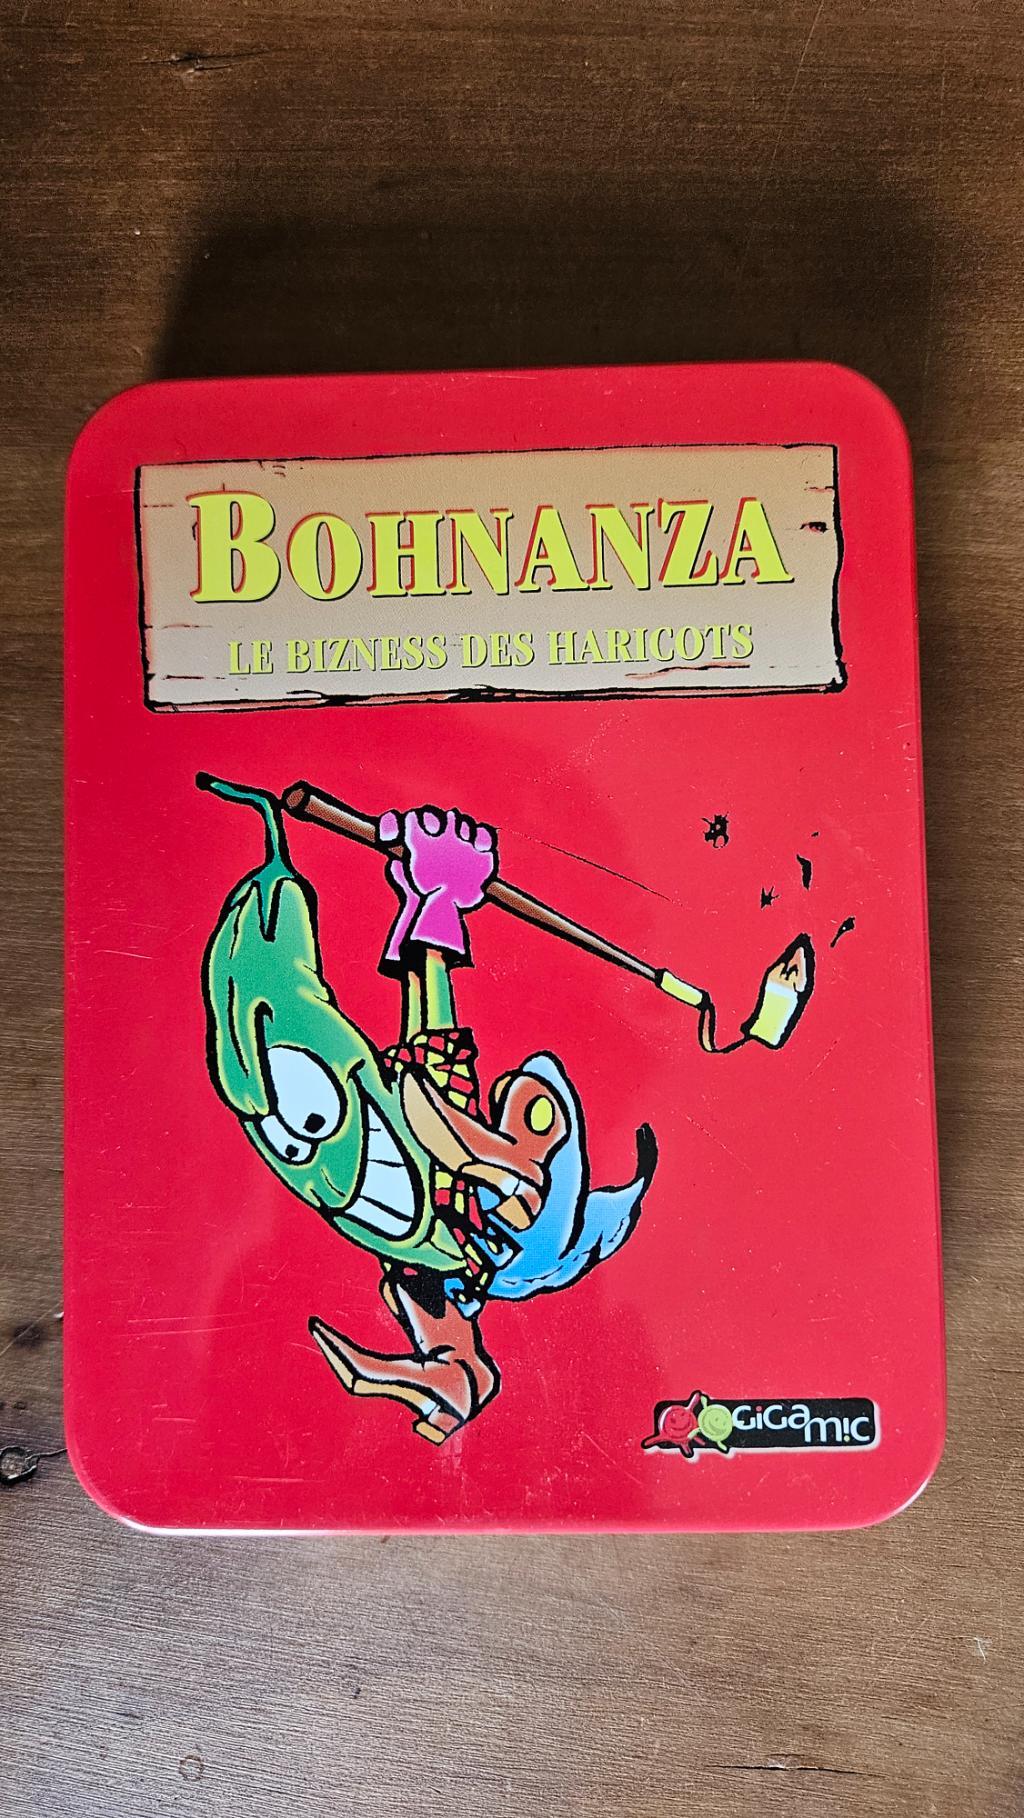 BOHNANZA
LE BIZNESS DES HARICOTS
GiGamic